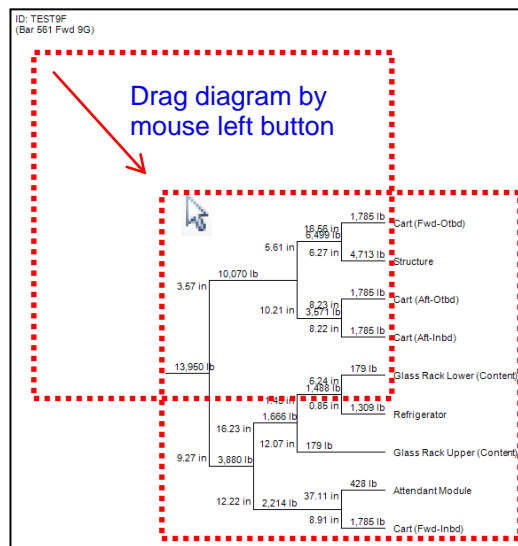 ID: TEST9F
(Bar 561 Fwd 9G)
Drag diagram by
mouse left button
1,785 lb
16.56 in
Cart (Fwd-Otbd)
6,499 lb
5.61 in
6.27 in
4,713 lb
Structure
10,070 lb
3.57 in
1,785 lb
8.23 in
Cart (Aft-Otbd)
10.21 in
3,571 lb
8.22 in
1,785 lb
Cart (Aft-Inbd)
13,950 lb
179 lb
6.24 in
Glass Rack Lower (Content)
1,488 lb
0.85 in
1,309 lb
Refrigerator
1,666 lb
16.23 in
12.07 in
179 lb
Glass Rack Upper (Content)
9.27 in
3,880 lb
428 lb
37.11 in
Attendant Module
12.22 in
2,214 lb
8.91 in
1,785 lb
Cart (Fwd-Inbd)